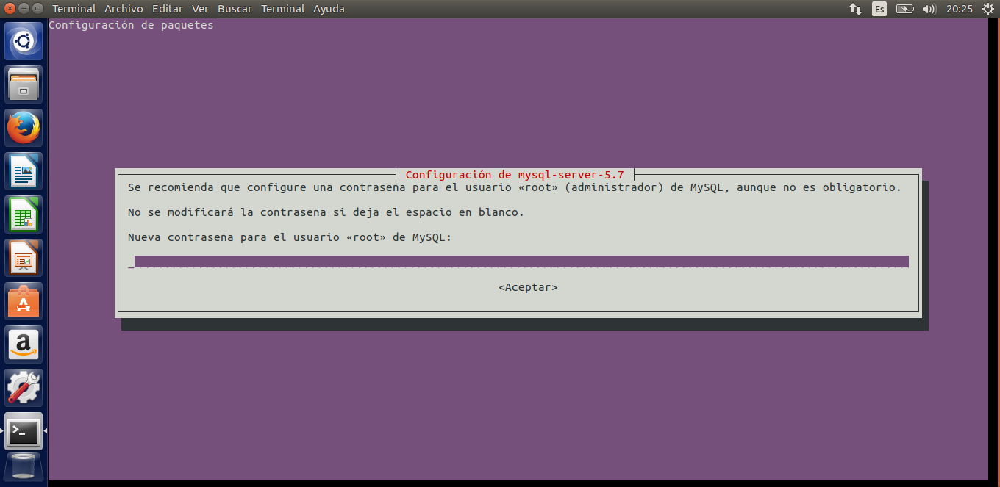 Terminal Archivo Editar Ver Buscar Terminal Ayuda Es 20:25
Configuración de paquetes
Configuración de mysql-server-5.7
Se recomienda que configure una contraseña para el usuario «root» (administrador) de MySQL, aunque no es obligatorio.
No se modificará la contraseña si deja el espacio en blanco.
Nueva contraseña para el usuario «root» de MySQL:
<Aceptar>